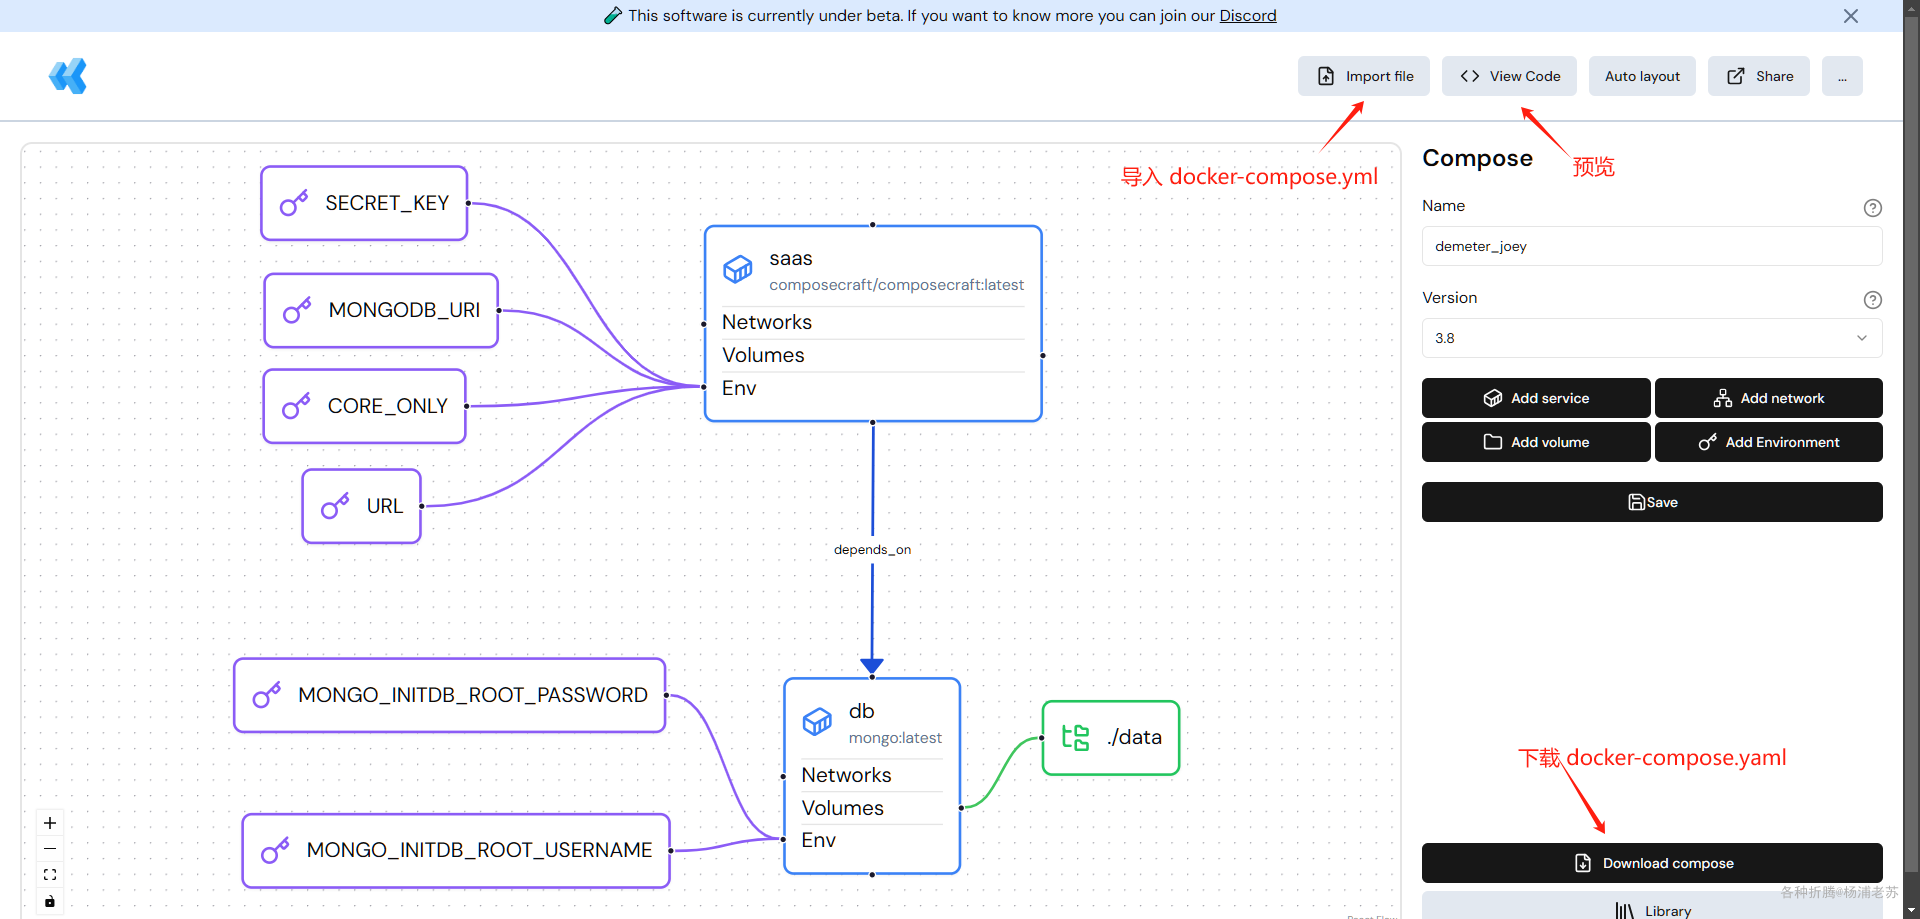 This software is currently under beta. If you want to know more you can join our Discord
Import file
View Code
Auto layout
Share
...
导入 docker-compose.yml
预览
SECRET_KEY
MONGODB_URI
CORE_ONLY
URL
saas
composecraft/composecraft:latest
Networks
Volumes
Env
depends_on
MONGO_INITDB_ROOT_PASSWORD
MONGO_INITDB_ROOT_USERNAME
db
mongo:latest
Networks
Volumes
Env
./data
Compose
Name
demeter_joey
Version
3.8
Add service
Add network
Add volume
Add Environment
Save
下载 docker-compose.yaml
Download compose
各种折腾@杨浦老苏
Library
React Flow